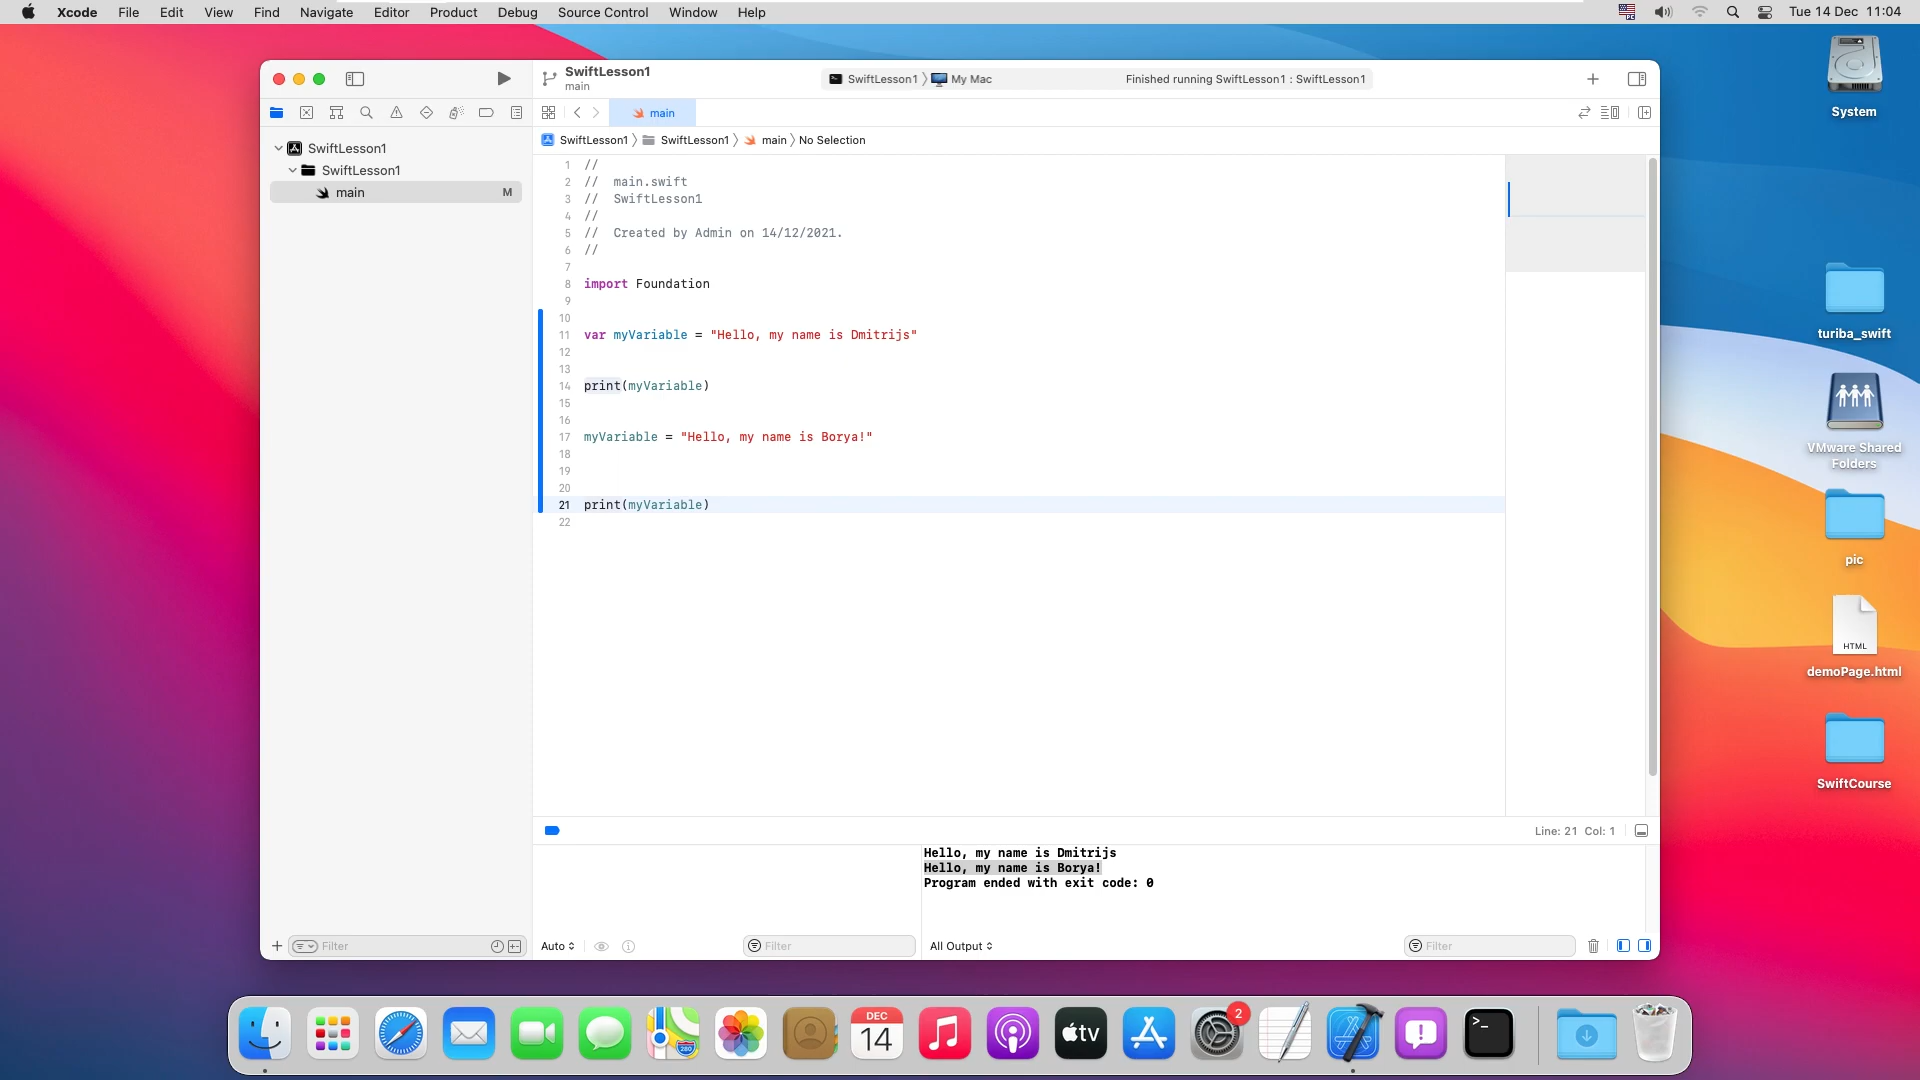 Xcode File Edit View Find Navigate Editor Product Debug Source Control Window Help
Tue 14 Dec 11:04
SwiftLesson1
main
SwiftLesson1 My Mac
Finished running SwiftLesson1 : SwiftLesson1
main
SwiftLesson1 SwiftLesson1 main No Selection
SwiftLesson1
SwiftLesson1
main M
1 //
2 // main.swift
3 // SwiftLesson1
4 //
5 // Created by Admin on 14/12/2021.
6 //
7
8 import Foundation
9
10
11 var myVariable = "Hello, my name is Dmitrijs"
12
13
14 print(myVariable)
15
16
17 myVariable = "Hello, my name is Borya!"
18
19
20
21 print(myVariable)
22
Line: 21 Col: 1
Hello, my name is Dmitrijs
Hello, my name is Borya!
Program ended with exit code: 0
Filter
Auto
Filter
All Output
Filter
System
turiba_swift
VMware Shared
Folders
pic
HTML
demoPage.html
SwiftCourse
280
DEC
14
tv
2
>_